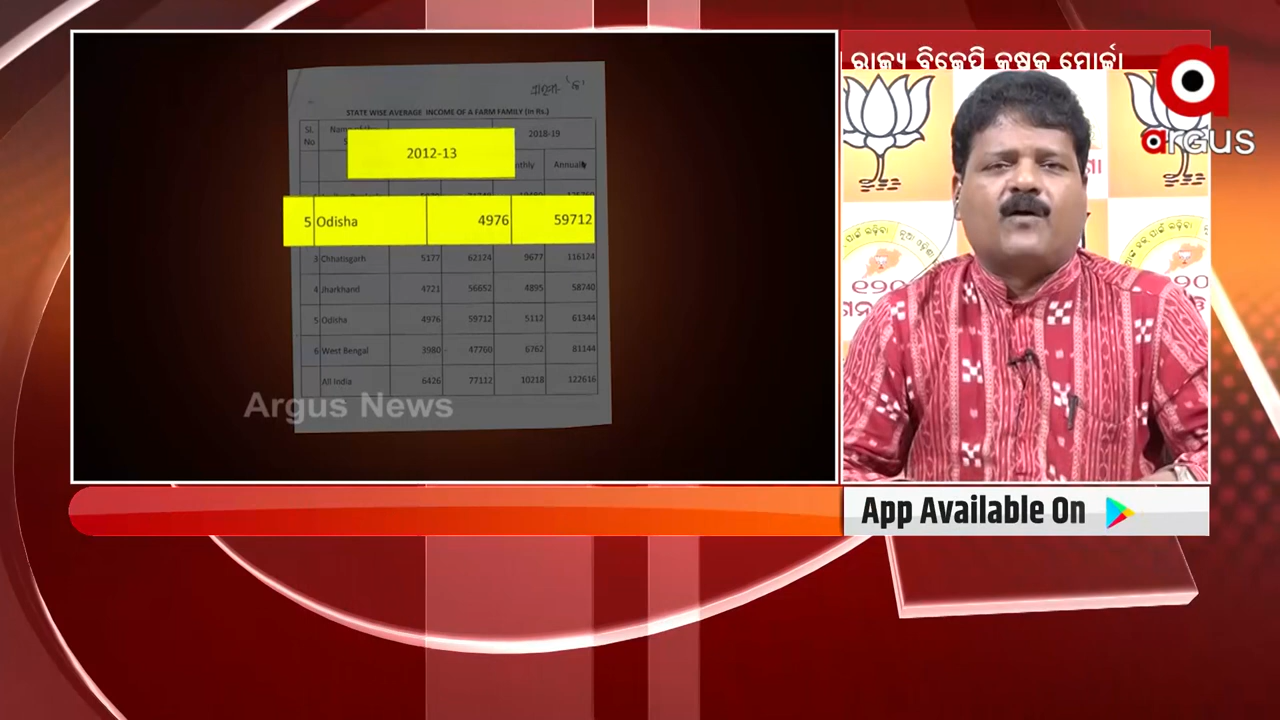 STATE WISE AVERAGE INCOME OF A FARM FAMILY (in Rs.)
Sl. No
2012-13
2018-19
Annual
5 Odisha 4976 59712
3 Chhatisgarh 5177 62124 9677 116124
4 Jharkhand 4721 56652 4895 58740
5 Odisha 4976 59712 5112 61344
6 West Bengal 3980 47760 6762 81144
All India 6426 77112 10218 122616
Argus News
ରାଜ୍ୟ ବିଜେପି କୃଷକ ମୋର୍ଚ୍ଚା
argus
App Available On